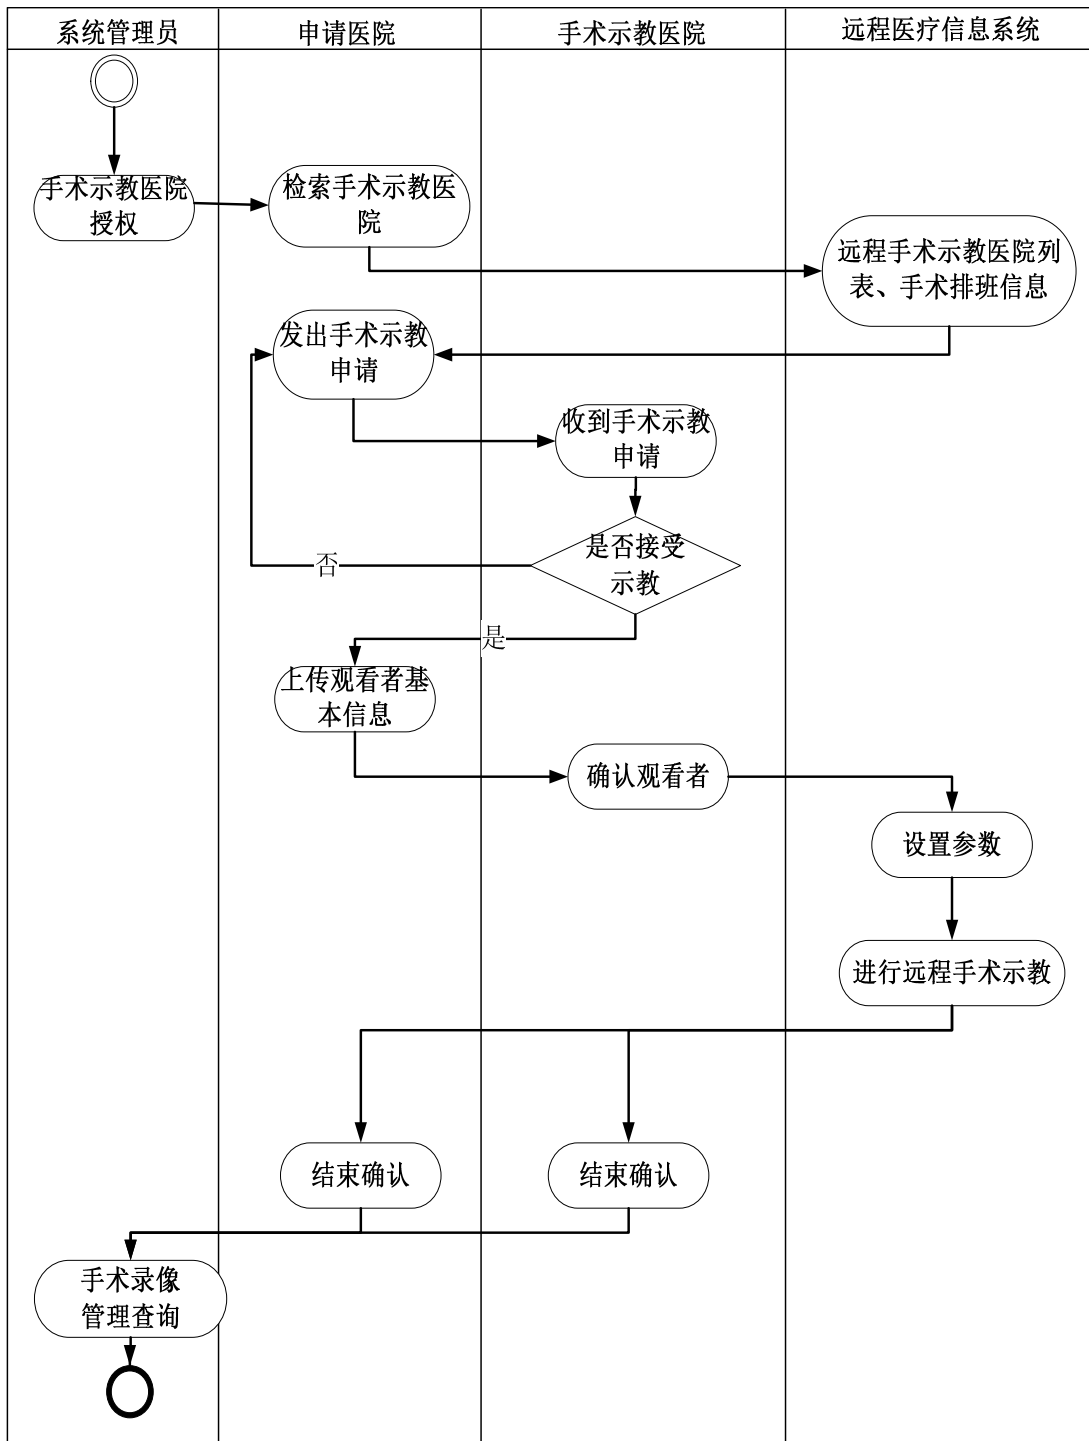 系统管理员
申请医院
手术示教医院
远程医疗信息系统
手术示教医院
授权
检索手术示教医
院
远程手术示教医院列
表、手术排班信息
发出手术示教
申请
收到手术示教
申请
是否接受
示教
否
是
上传观看者基
本信息
确认观看者
设置参数
进行远程手术示教
结束确认
结束确认
手术录像
管理查询